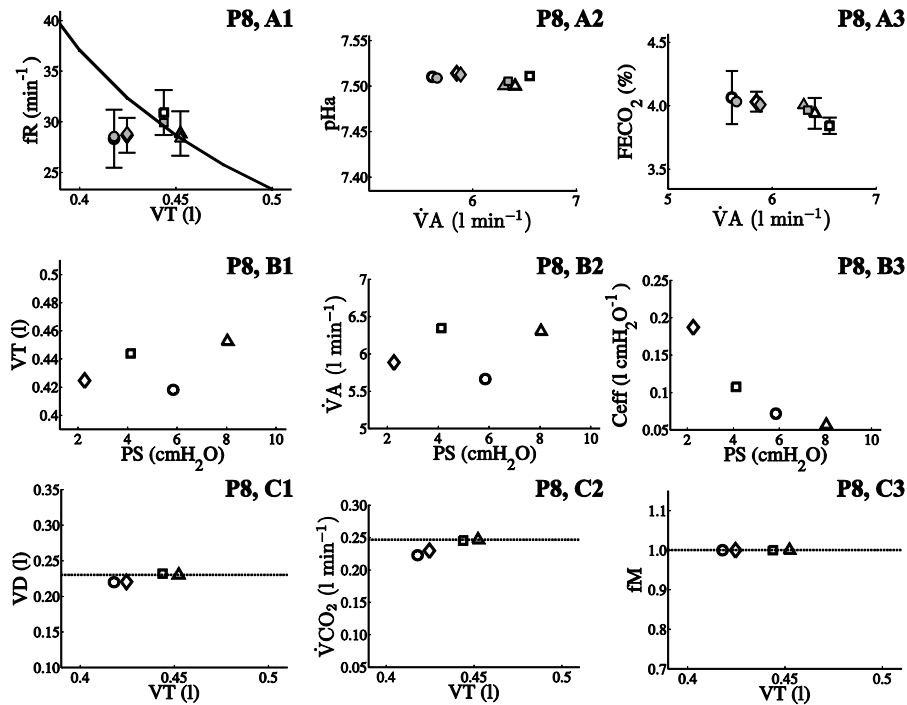 P8, A1
40
35
30
25
0.4
0.45
0.5
fR (min⁻¹)
VT (l)
P8, A2
7.55
7.50
7.45
7.40
6
7
pHa
V̇A (l min⁻¹)
P8, A3
4.5
4.0
3.5
5
6
7
FECO₂ (%)
V̇A (l min⁻¹)
P8, B1
0.5
0.48
0.46
0.44
0.42
0.4
2
4
6
8
10
VT (l)
PS (cmH₂O)
P8, B2
7
6.5
6
5.5
5
2
4
6
8
10
V̇A (l min⁻¹)
PS (cmH₂O)
P8, B3
0.25
0.2
0.15
0.1
0.05
2
4
6
8
10
Ceff (l cmH₂O⁻¹)
PS (cmH₂O)
P8, C1
0.35
0.30
0.25
0.20
0.15
0.10
0.4
0.45
0.5
VD (l)
VT (l)
P8, C2
0.30
0.25
0.20
0.15
0.10
0.05
0.4
0.45
0.5
V̇CO₂ (l min⁻¹)
VT (l)
P8, C3
1.1
1.0
0.9
0.8
0.7
0.4
0.45
0.5
fM
VT (l)